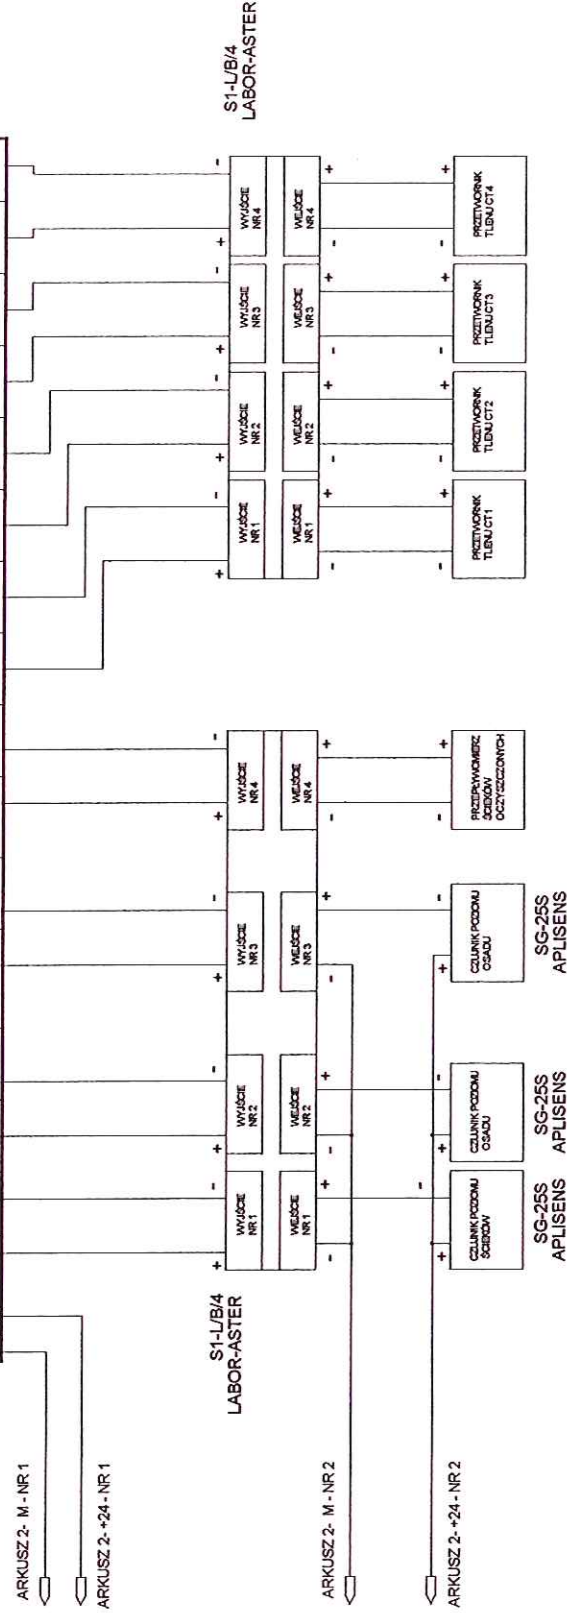 ARKUSZ 2- M - NR 1
ARKUSZ 2- +24 - NR 1
S1-L/B/4
LABOR-ASTER
+ - + - + - + - + - + - + - + -
WYJŚCIE
NR 1
WYJŚCIE
NR 2
WYJŚCIE
NR 3
WYJŚCIE
NR 4
WYJŚCIE
NR 1
WYJŚCIE
NR 2
WYJŚCIE
NR 3
WYJŚCIE
NR 4
S1-L/B/4
LABOR-ASTER
WEJŚCIE
NR 1
WEJŚCIE
NR 2
WEJŚCIE
NR 3
WEJŚCIE
NR 4
WEJŚCIE
NR 1
WEJŚCIE
NR 2
WEJŚCIE
NR 3
WEJŚCIE
NR 4
- + - + - + - + - + - + - + - +
ARKUSZ 2- M - NR 2
ARKUSZ 2- +24 - NR 2
+ - + - + - - + - + - + - + - +
CZUJNIK POZIOMU
ŚCIEKÓW
CZUJNIK POZIOMU
OSADU
CZUJNIK POZIOMU
OSADU
PRZEPŁYWOMIERZ
ŚCIEKÓW
OCZYSZCZONYCH
PRZETWORNIK
TLENU CT1
PRZETWORNIK
TLENU CT2
PRZETWORNIK
TLENU CT3
PRZETWORNIK
TLENU CT4
SG-25S
APLISENS
SG-25S
APLISENS
SG-25S
APLISENS